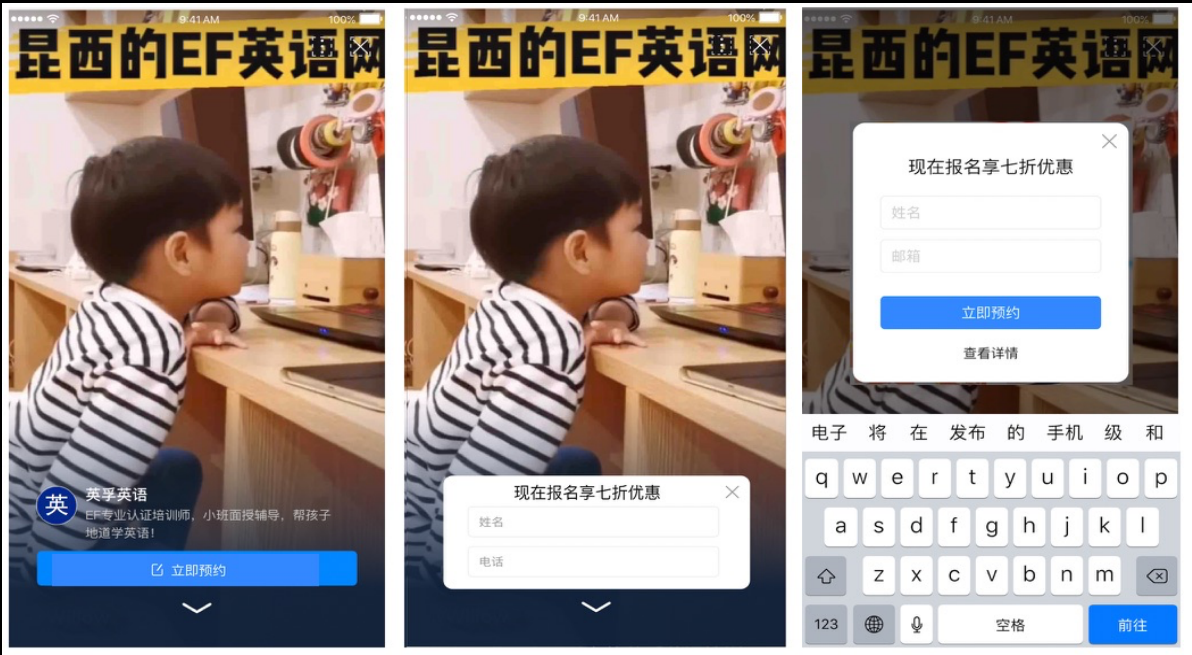 9:41 AM 100%
昆西的EF英语网
英
英孚英语
EF专业认证培训师，小班面授辅导，帮孩子
地道学英语！
立即预约
9:41 AM 100%
昆西的EF英语网
现在报名享七折优惠
姓名
电话
9:41 AM 100%
昆西的EF英语网
现在报名享七折优惠
姓名
邮箱
立即预约
查看详情
电子 将 在 发布 的 手机 级 和
q w e r t y u i o p
a s d f g h j k l
z x c v b n m
123 空格 前往